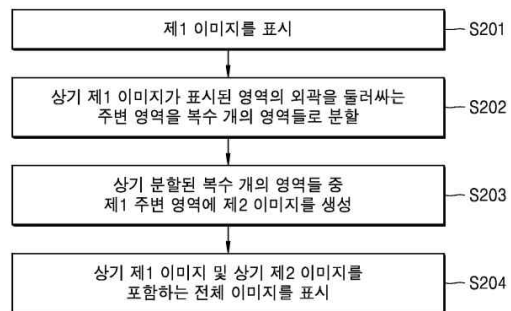 제1 이미지를 표시
S201
상기 제1 이미지가 표시된 영역의 외곽을 둘러싸는
주변 영역을 복수 개의 영역들로 분할
S202
상기 분할된 복수 개의 영역들 중
제1 주변 영역에 제2 이미지를 생성
S203
상기 제1 이미지 및 상기 제2 이미지를
포함하는 전체 이미지를 표시
S204